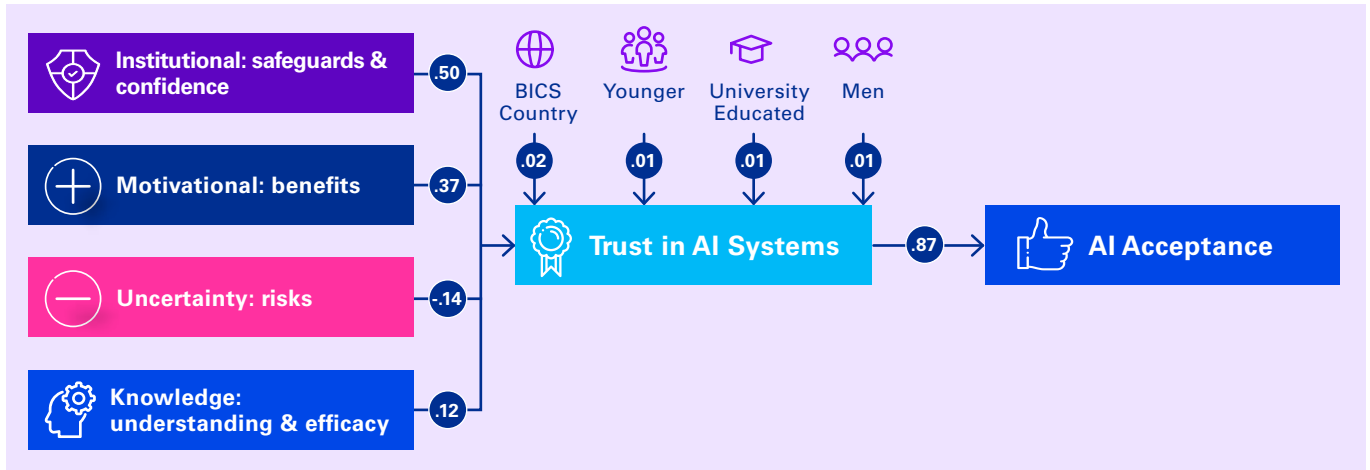 Institutional: safeguards &
confidence
.50
Motivational: benefits
.37
Uncertainty: risks
-.14
Knowledge:
understanding & efficacy
.12
BICS
Country
.02
Younger
.01
University
Educated
.01
Men
.01
Trust in AI Systems
.87
AI Acceptance